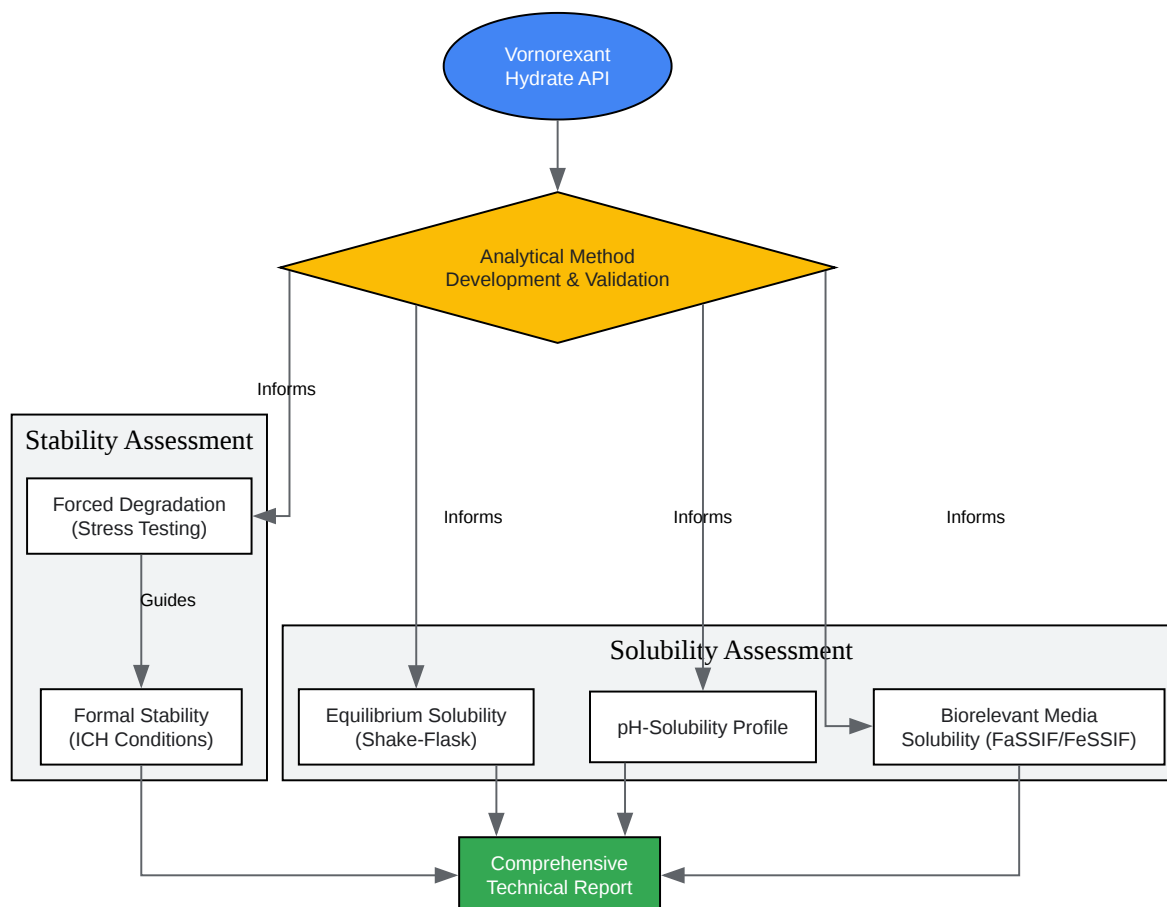 Vornorexant
Hydrate API
Analytical Method
Development & Validation
Informs
Stability Assessment
Forced Degradation
(Stress Testing)
Informs
Informs
Informs
Guides
Solubility Assessment
Formal Stability
(ICH Conditions)
Equilibrium Solubility
(Shake-Flask)
pH-Solubility Profile
Biorelevant Media
Solubility (FaSSIF/FeSSIF)
Comprehensive
Technical Report